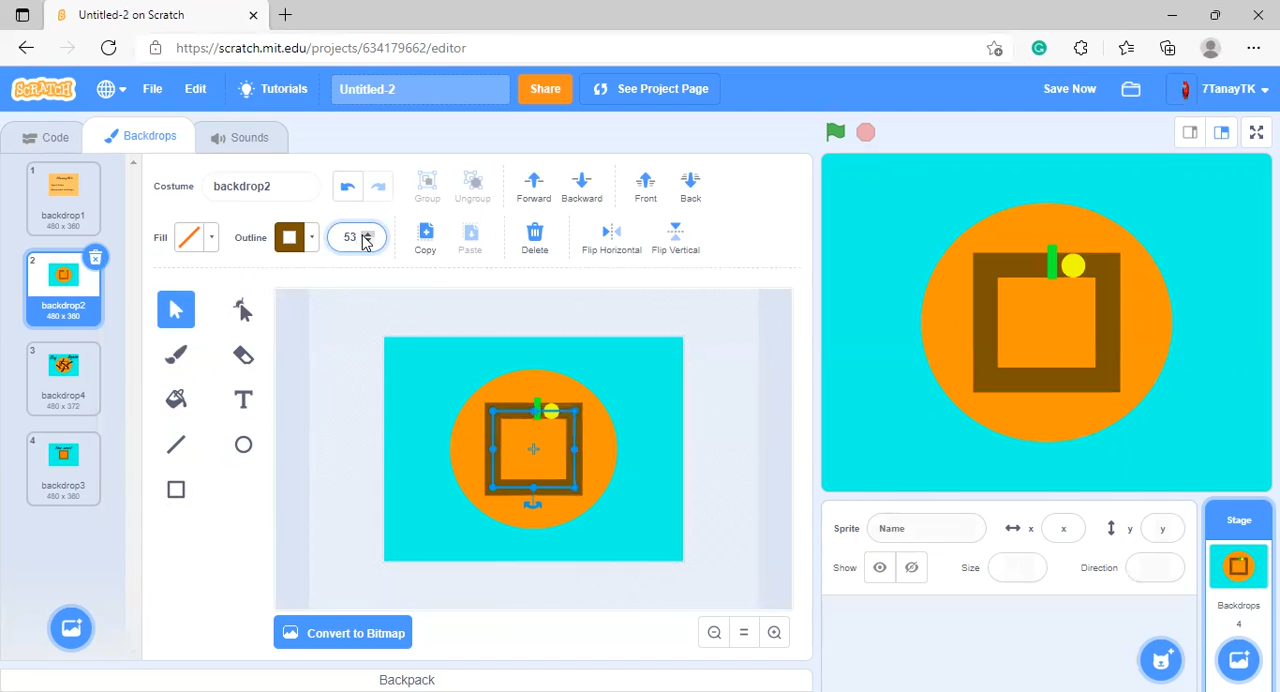 Untitled-2 on Scratch
https://scratch.mit.edu/projects/634179662/editor
SCRATCH File Edit Tutorials Untitled-2 Share See Project Page Save Now 7TanayTK
Code Backdrops Sounds
1
backdrop1
480 x 360
2
backdrop2
480 x 360
3
backdrop4
480 x 372
4
backdrop3
480 x 360
Costume backdrop2 Group Ungroup Forward Backward Front Back
Fill Outline 53 Copy Paste Delete Flip Horizontal Flip Vertical
T
Convert to Bitmap
Backpack
Sprite Name x x y y
Show Size Direction
Stage
Backdrops
4